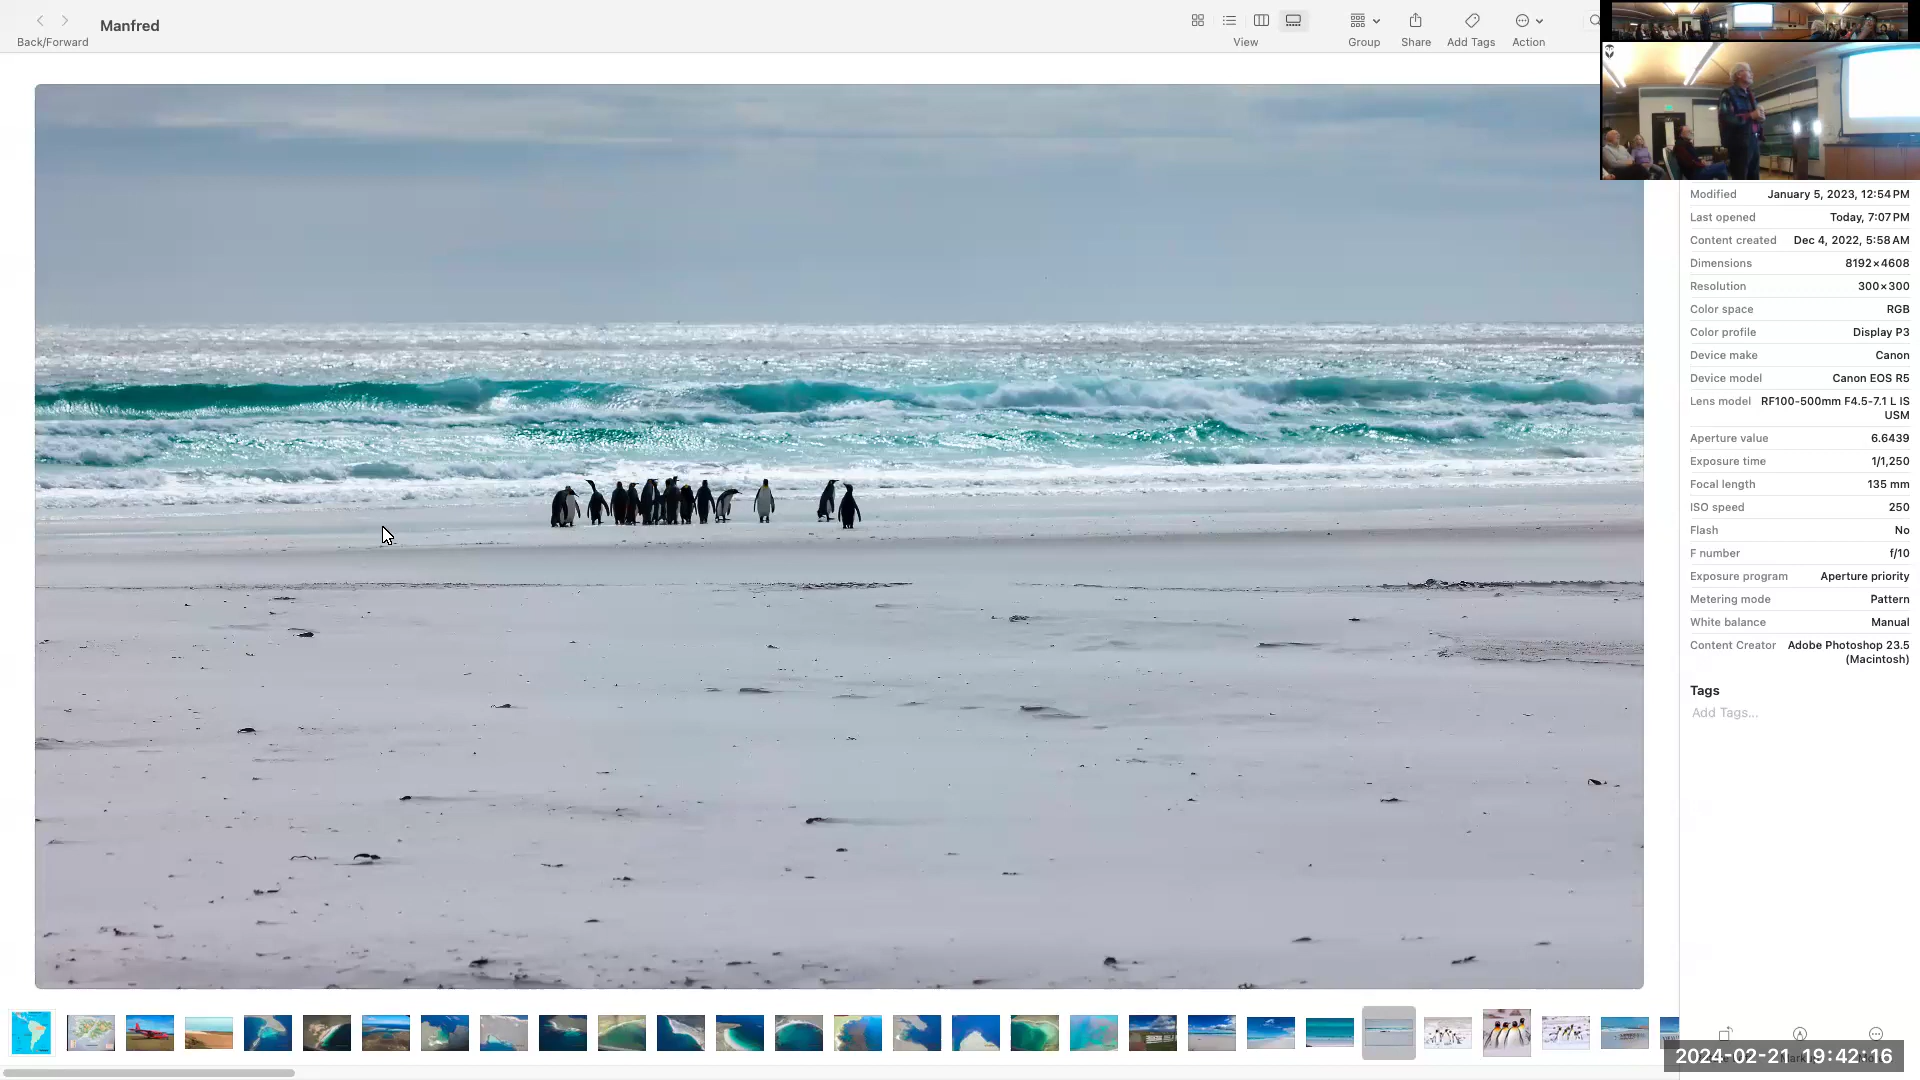 Manfred
Back/Forward
View
Group
Share
Add Tags
Action
Modified January 5, 2023, 12:54 PM
Last opened Today, 7:07 PM
Content created Dec 4, 2022, 5:58 AM
Dimensions 8192×4608
Resolution 300×300
Color space RGB
Color profile Display P3
Device make Canon
Device model Canon EOS R5
Lens model RF100-500mm F4.5-7.1 L IS
USM
Aperture value 6.6439
Exposure time 1/1,250
Focal length 135 mm
ISO speed 250
Flash No
F number f/10
Exposure program Aperture priority
Metering mode Pattern
White balance Manual
Content Creator Adobe Photoshop 23.5
(Macintosh)
Tags
Add Tags...
2024-02-21 19:42:16